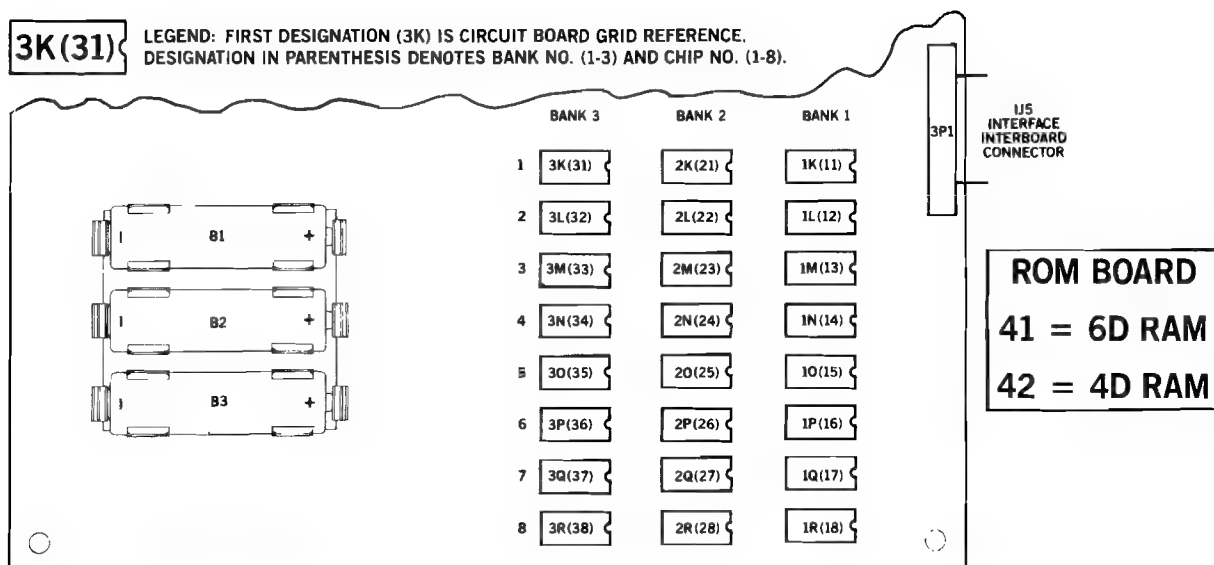 3K(31)
LEGEND: FIRST DESIGNATION (3K) IS CIRCUIT BOARD GRID REFERENCE,
DESIGNATION IN PARENTHESIS DENOTES BANK NO. (1-3) AND CHIP NO. (1-8).
BANK 3 BANK 2 BANK 1
1 3K(31) 2K(21) 1K(11)
2 3L(32) 2L(22) 1L(12)
3 3M(33) 2M(23) 1M(13)
4 3N(34) 2N(24) 1N(14)
5 3O(35) 2O(25) 1O(15)
6 3P(36) 2P(26) 1P(16)
7 3Q(37) 2Q(27) 1Q(17)
8 3R(38) 2R(28) 1R(18)
- B1 +
- B2 +
- B3 +
3P1
1J5
INTERFACE
INTERBOARD
CONNECTOR
ROM BOARD
41 = 6D RAM
42 = 4D RAM